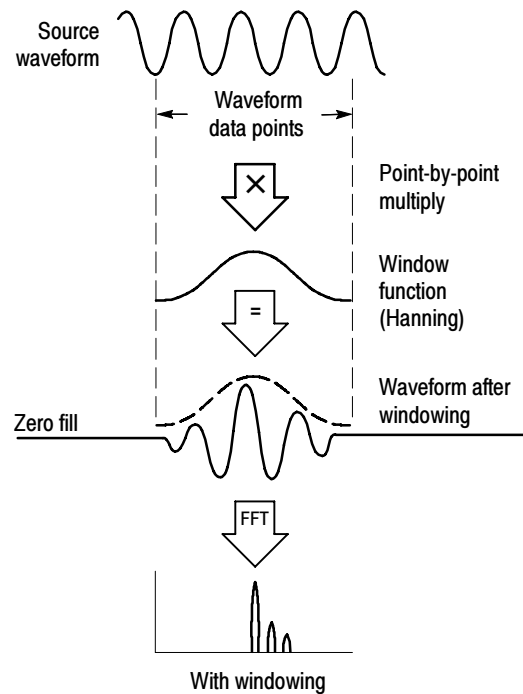 Source
waveform
Waveform
data points
×
Point-by-point
multiply
Window
function
(Hanning)
=
Waveform after
windowing
Zero fill
FFT
With windowing